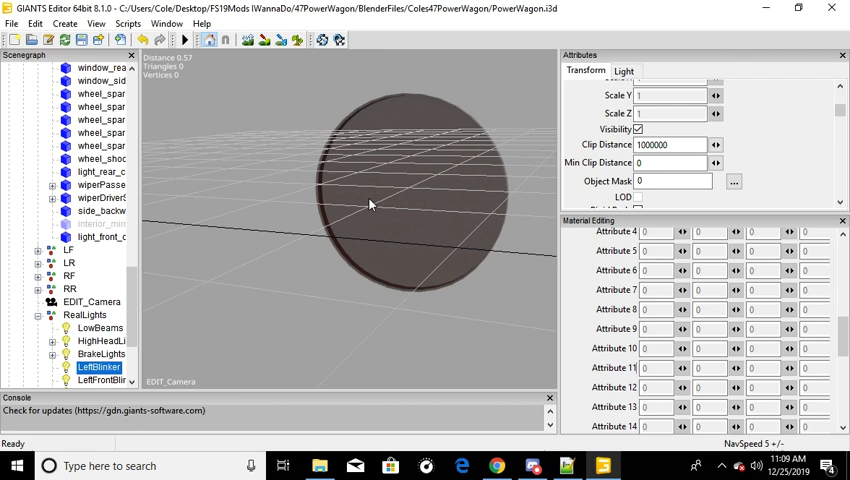 GIANTS Editor 64bit 8.1.0 - C:/Users/Cole/Desktop/FS19Mods IWannaDo/47PowerWagon/BlenderFiles/Coles47PowerWagon/PowerWagon.i3d
File Edit Create View Scripts Window Help
Scenegraph
window_rea
window_sid
wheel_spar
wheel_spar
wheel_spar
wheel_spar
wheel_spar
wheel_spar
wheel_shoc
light_rear_c
wiperPasse
wiperDriverS
side_backw
interior_mirr
light_front_c
LF
LR
RF
RR
EDIT_Camera
RealLights
LowBeams
HighHeadLi
BrakeLights
LeftBlinker
LeftFrontBlir
Distance 0.57
Triangles 0
Vertices 0
EDIT_Camera
Attributes
Transform Light
Scale Y 1
Scale Z 1
Visibility
Clip Distance 1000000
Min Clip Distance 0
Object Mask 0 ...
LOD
Material Editing
Attribute 4 0 0 0 0
Attribute 5 0 0 0 0
Attribute 6 0 0 0 0
Attribute 7 0 0 0 0
Attribute 8 0 0 0 0
Attribute 9 0 0 0 0
Attribute 10 0 0 0 0
Attribute 11 0 0 0 0
Attribute 12 0 0 0 0
Attribute 13 0 0 0 0
Attribute 14 0 0 0 0
Console
Check for updates (https://gdn.giants-software.com)
Ready
NavSpeed 5 +/-
Type here to search
11:09 AM
12/25/2019
4